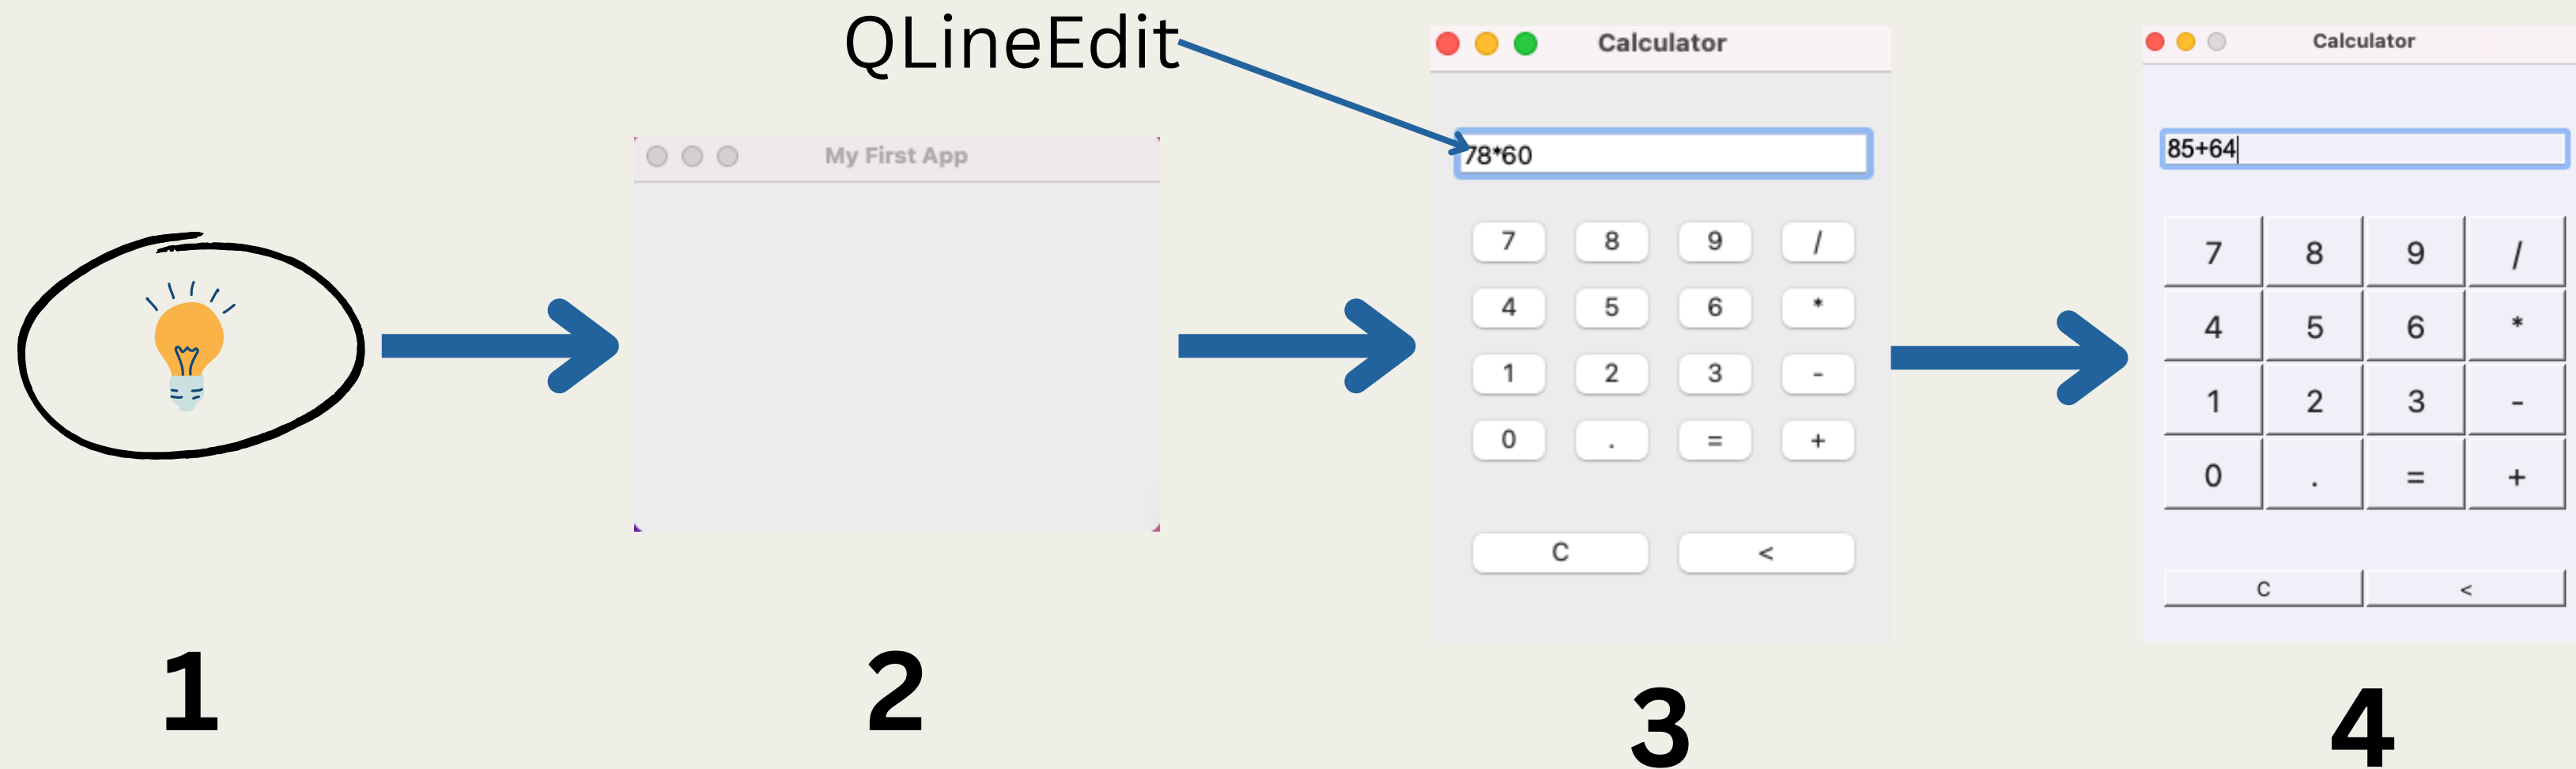 QLineEdit
My First App
Calculator
78*60
7 8 9 /
4 5 6 *
1 2 3 -
0 . = +
C <
Calculator
85+64
7 8 9 /
4 5 6 *
1 2 3 -
0 . = +
C <
1
2
3
4